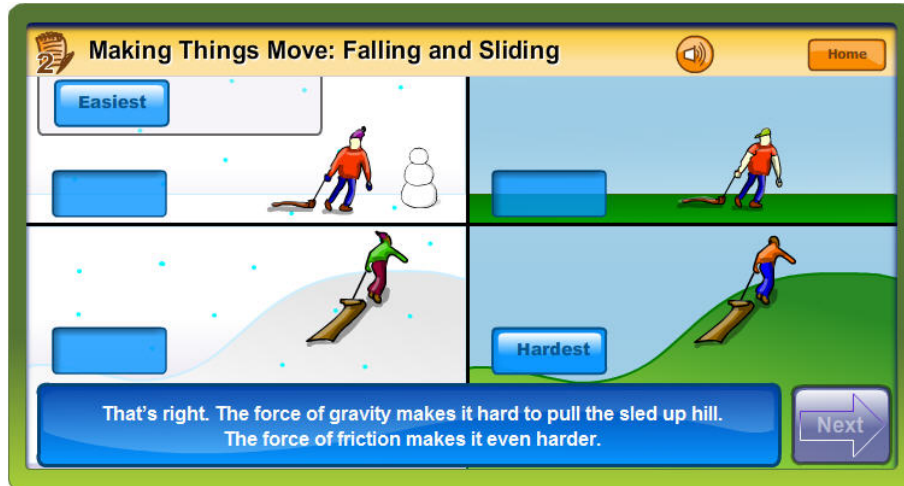 2
Making Things Move: Falling and Sliding
Home
Easiest
Hardest
That's right. The force of gravity makes it hard to pull the sled up hill.
The force of friction makes it even harder.
Next